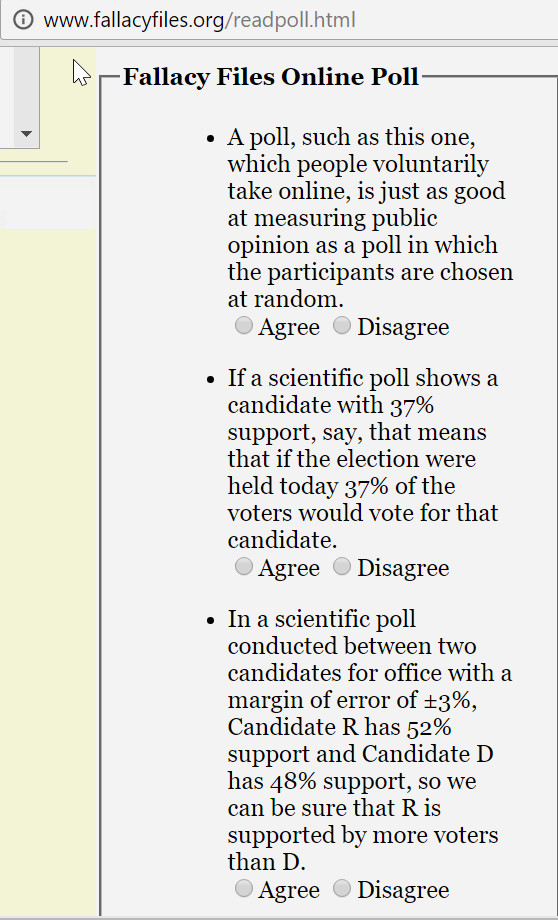 www.fallacyfiles.org/readpoll.html
Fallacy Files Online Poll
• A poll, such as this one,
which people voluntarily
take online, is just as good
at measuring public
opinion as a poll in which
the participants are chosen
at random.
Agree Disagree
• If a scientific poll shows a
candidate with 37%
support, say, that means
that if the election were
held today 37% of the
voters would vote for that
candidate.
Agree Disagree
• In a scientific poll
conducted between two
candidates for office with a
margin of error of ±3%,
Candidate R has 52%
support and Candidate D
has 48% support, so we
can be sure that R is
supported by more voters
than D.
Agree Disagree